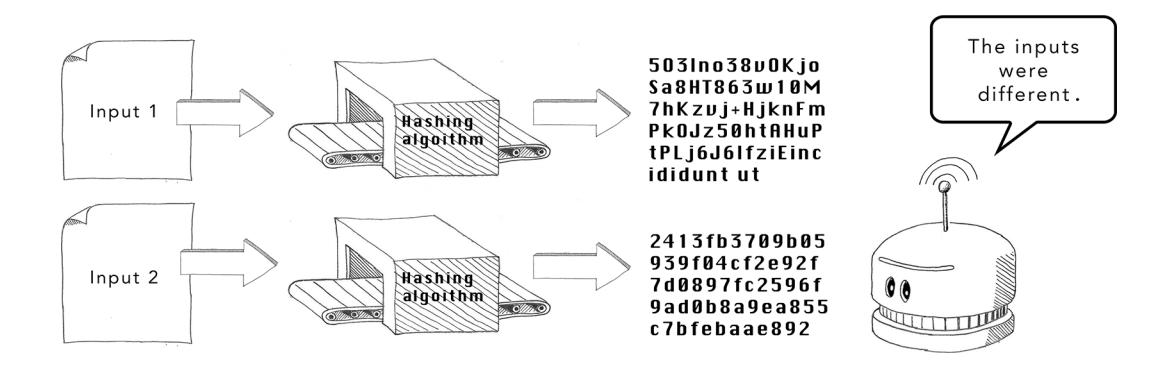 Input 1
Hashing
algoithm
503lno38v0Kjo
Sa8HT863w10M
7hKzvj+HjknFm
PkOJz50htAHuP
tPLj6J6lfziEinc
ididunt ut
The inputs
were
different.
Input 2
Hashing
algoithm
2413fb3709b05
939f04cf2e92f
7d0897fc2596f
9ad0b8a9ea855
c7bfebaae892